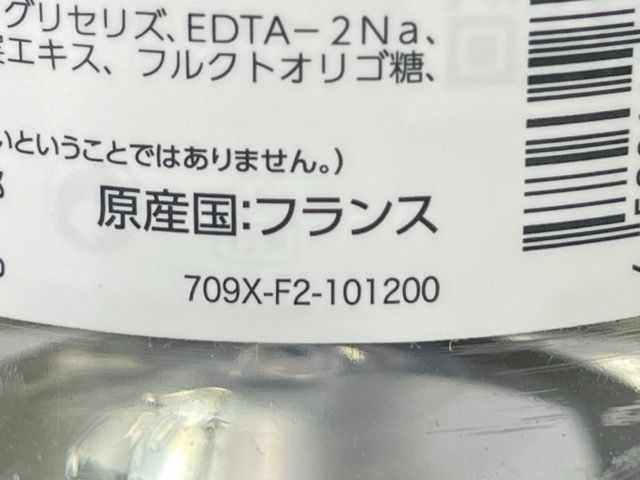 グリセリズ、EDTA－2Na、
エキス、フルクトオリゴ糖、
いということではありません。)
原産国:フランス
709X-F2-101200